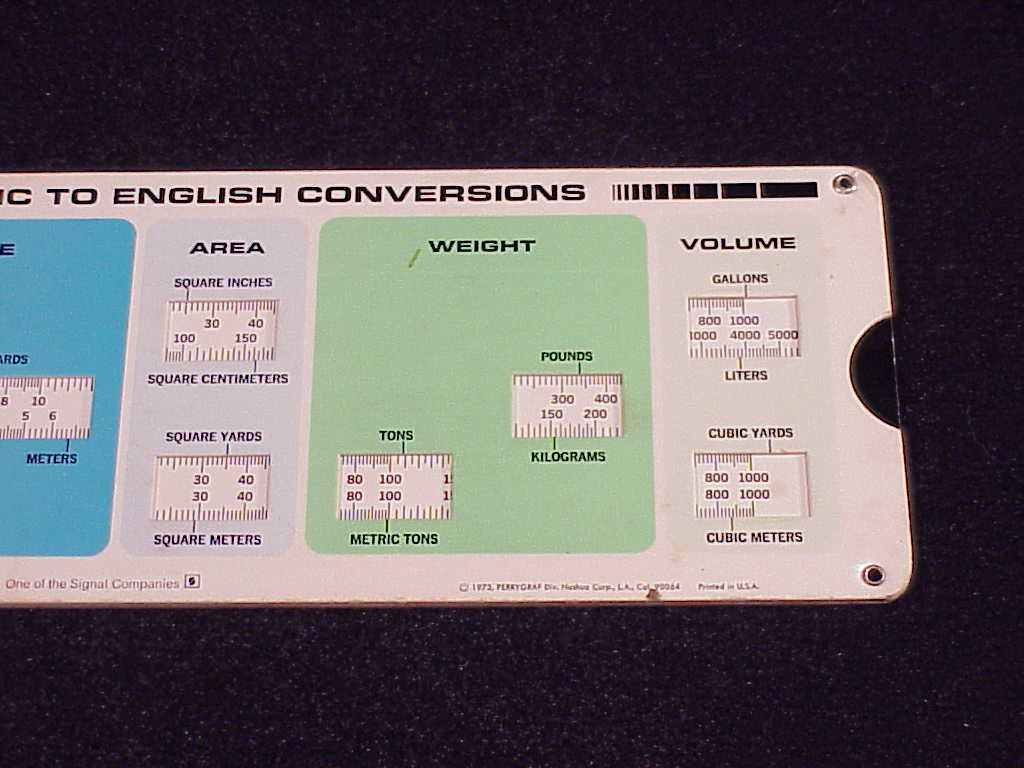 IC TO ENGLISH CONVERSIONS
E
ARDS
8 10
5 6
METERS
AREA
SQUARE INCHES
30 40
100 150
SQUARE CENTIMETERS
SQUARE YARDS
30 40
30 40
SQUARE METERS
WEIGHT
POUNDS
300 400
150 200
KILOGRAMS
TONS
80 100 1
80 100 1
METRIC TONS
VOLUME
GALLONS
800 1000
4000 5000
LITERS
CUBIC YARDS
800 1000
800 1000
CUBIC METERS
One of the Signal Companies S
© 1973, PERRYGRAF Div. Nashua Corp., L.A., Cal. 90064 Printed in U.S.A.